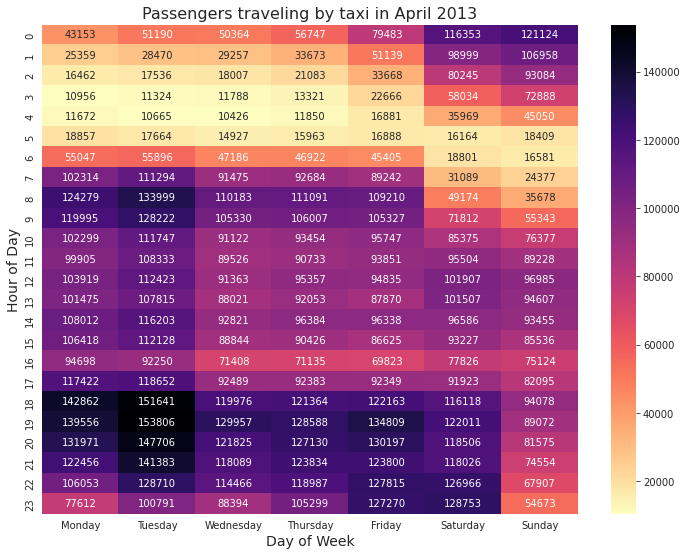 Passengers traveling by taxi in April 2013
0 43153 51190 50364 56747 79483 116353 121124
1 25359 28470 29257 33673 51139 98999 106958
2 16462 17536 18007 21083 33668 80245 93084
3 10956 11324 11788 13321 22666 58034 72888
4 11672 10665 10426 11850 16881 35969 45050
5 18857 17664 14927 15963 16888 16164 18409
6 55047 55896 47186 46922 45405 18801 16581
7 102314 111294 91475 92684 89242 31089 24377
8 124279 133999 110183 111091 109210 49174 35678
9 119995 128222 105330 106007 105327 71812 55343
10 102299 111747 91122 93454 95747 85375 76377
11 99905 108333 89526 90733 93851 95504 89228
12 103919 112423 91363 95357 94835 101907 96985
13 101475 107815 88021 92053 87870 101507 94607
14 108012 116203 92821 96384 96338 96586 93455
15 106418 112128 88844 90426 86625 93227 85536
16 94698 92250 71408 71135 69823 77826 75124
17 117422 118652 92489 92383 92349 91923 82095
18 142862 151641 119976 121364 122163 116118 94078
19 139556 153806 129957 128588 134809 122011 89072
20 131971 147706 121825 127130 130197 118506 81575
21 122456 141383 118089 123834 123800 118026 74554
22 106053 128710 114466 118987 127815 126966 67907
23 77612 100791 88394 105299 127270 128753 54673
Monday Tuesday Wednesday Thursday Friday Saturday Sunday
Day of Week
Hour of Day
140000
120000
100000
80000
60000
40000
20000